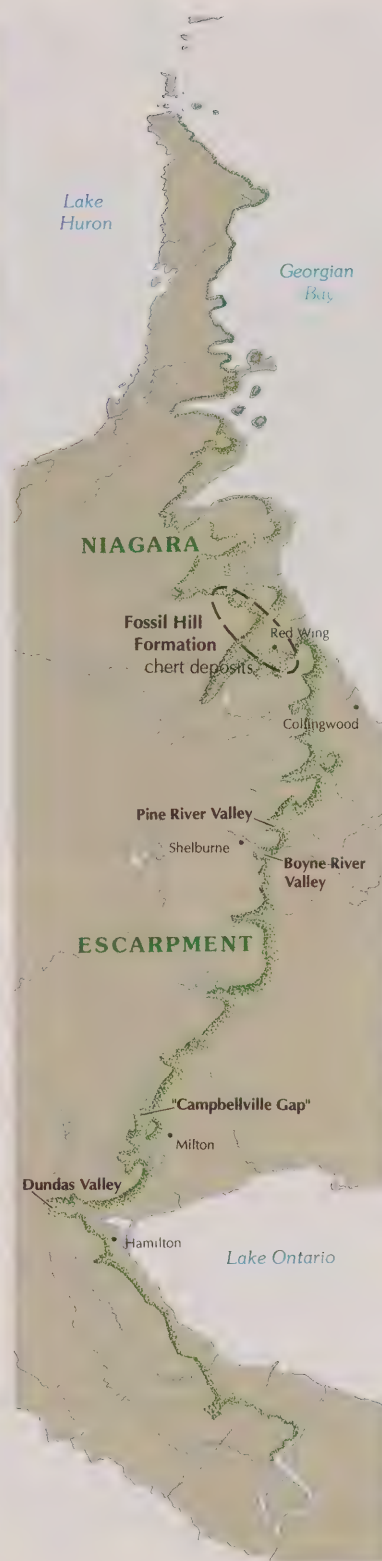 Lake
Huron
Georgian
Bay
NIAGARA
Fossil Hill
Formation
chert deposits
Red Wing
Collingwood
Pine River Valley
Shelburne
Boyne River
Valley
ESCARPMENT
"Campbellville Gap"
Milton
Dundas Valley
Hamilton
Lake Ontario